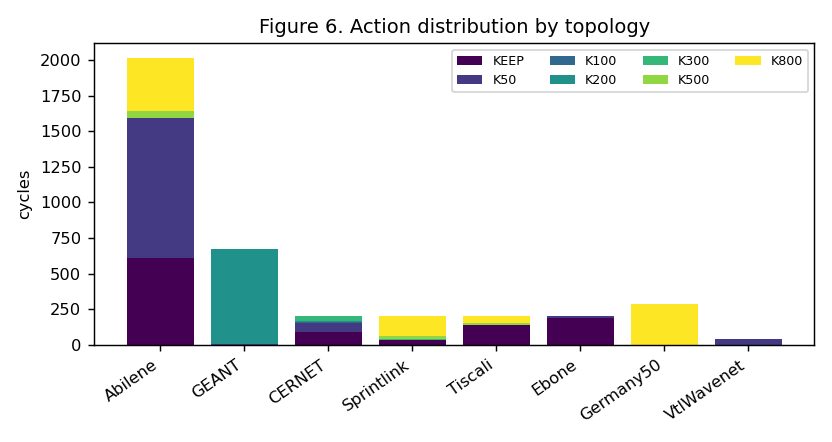 Figure 6. Action distribution by topology
KEEP K100 K300 K800
K50 K200 K500
cycles
2000
1750
1500
1250
1000
750
500
250
0
Abilene GEANT CERNET Sprintlink Tiscali Ebone Germany50 VtlWavenet